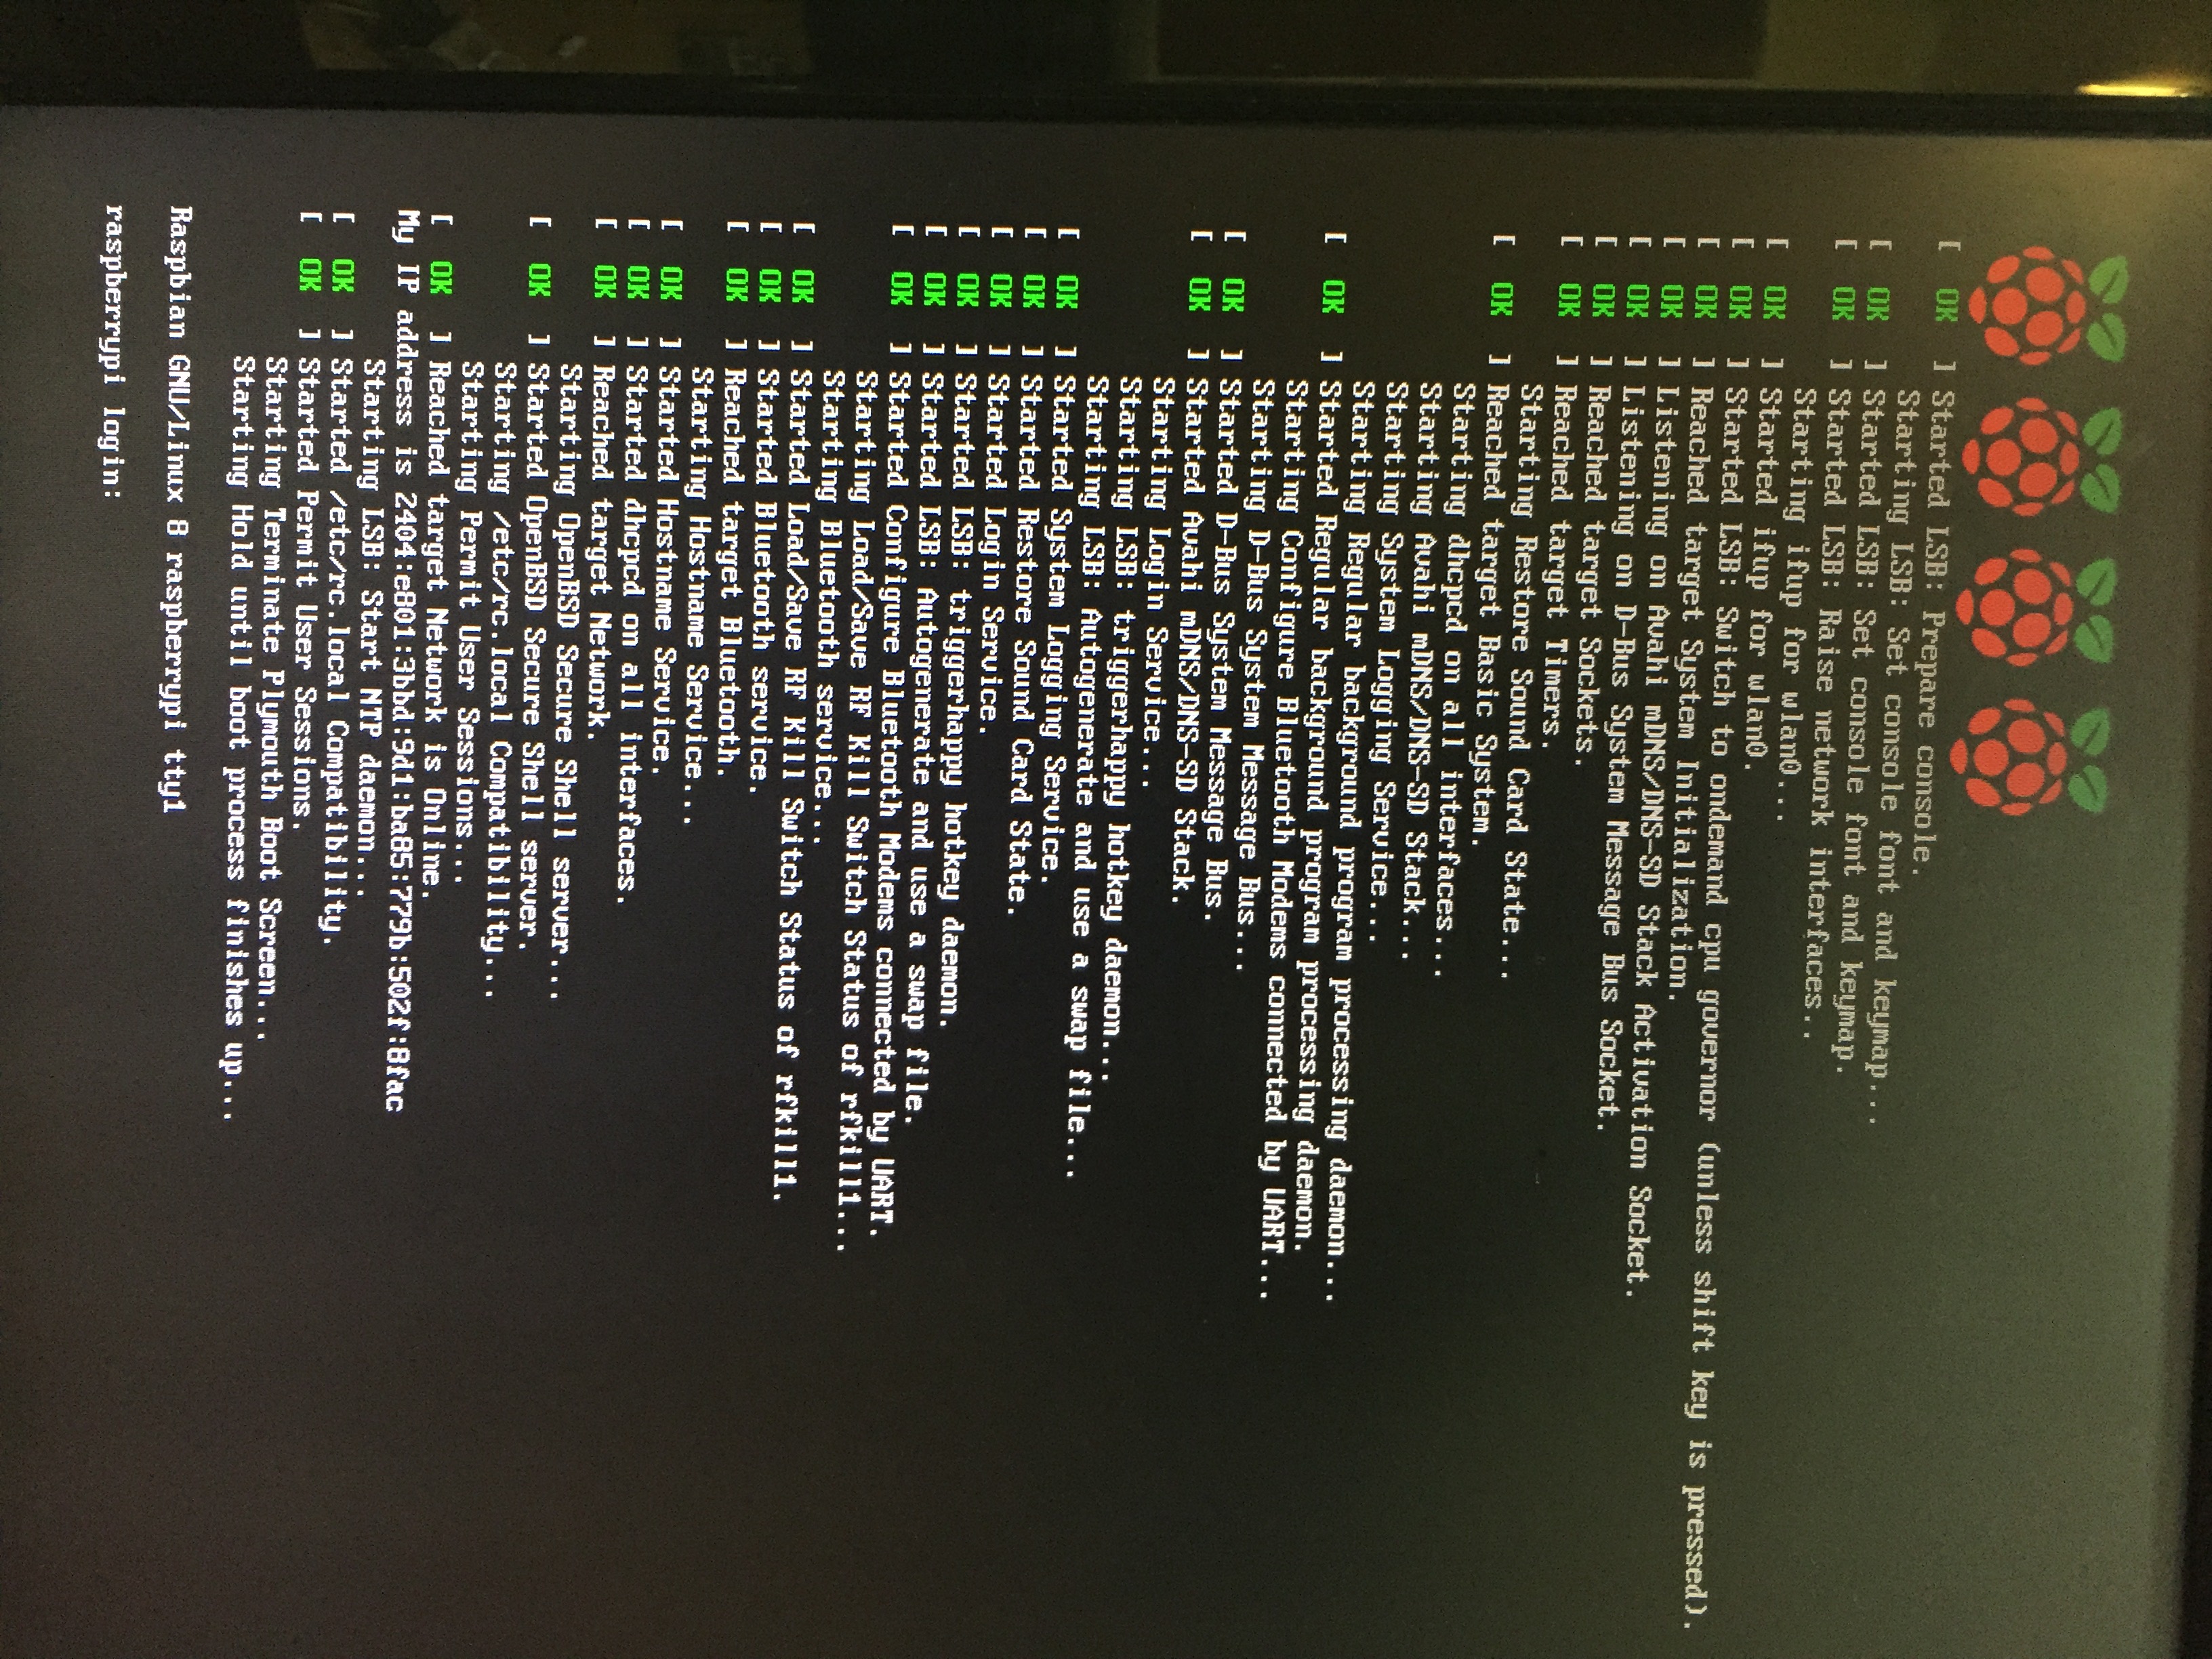 [  OK  ] Started LSB: Prepare console.
         Starting LSB: Set console font and keymap...
[  OK  ] Started LSB: Set console font and keymap.
[  OK  ] Started LSB: Raise network interfaces..
         Starting ifup for wlan0...
[  OK  ] Started ifup for wlan0.
[  OK  ] Started LSB: Switch to ondemand cpu governor (unless shift key is pressed).
[  OK  ] Reached target System Initialization.
[  OK  ] Listening on Avahi mDNS/DNS-SD Stack Activation Socket.
[  OK  ] Listening on D-Bus System Message Bus Socket.
[  OK  ] Reached target Sockets.
[  OK  ] Reached target Timers.
         Starting Restore Sound Card State...
[  OK  ] Reached target Basic System.
         Starting dhcpcd on all interfaces...
         Starting Avahi mDNS/DNS-SD Stack...
         Starting System Logging Service...
         Starting Regular background program processing daemon...
[  OK  ] Started Regular background program processing daemon.
         Starting Configure Bluetooth Modems connected by UART...
         Starting D-Bus System Message Bus...
[  OK  ] Started D-Bus System Message Bus.
[  OK  ] Started Avahi mDNS/DNS-SD Stack.
         Starting Login Service...
         Starting LSB: triggerhappy hotkey daemon...
         Starting LSB: Autogenerate and use a swap file...
[  OK  ] Started System Logging Service.
[  OK  ] Started Restore Sound Card State.
[  OK  ] Started Login Service.
[  OK  ] Started LSB: triggerhappy hotkey daemon.
[  OK  ] Started LSB: Autogenerate and use a swap file.
[  OK  ] Started Configure Bluetooth Modems connected by UART.
         Starting Load/Save RF Kill Switch Status of rfkill1...
         Starting Bluetooth service...
[  OK  ] Started Load/Save RF Kill Switch Status of rfkill1.
[  OK  ] Started Bluetooth service.
[  OK  ] Reached target Bluetooth.
         Starting Hostname Service...
[  OK  ] Started Hostname Service.
[  OK  ] Started dhcpcd on all interfaces.
[  OK  ] Reached target Network.
         Starting OpenBSD Secure Shell server...
[  OK  ] Started OpenBSD Secure Shell server.
         Starting /etc/rc.local Compatibility...
         Starting Permit User Sessions...
[  OK  ] Reached target Network is Online.
My IP address is 2404:e801:3bbd:9d1:ba85:779b:502f:8fac
         Starting LSB: Start NTP daemon...
[  OK  ] Started /etc/rc.local Compatibility.
[  OK  ] Started Permit User Sessions.
         Starting Terminate Plymouth Boot Screen...
         Starting Hold until boot process finishes up...
Raspbian GNU/Linux 8 raspberrypi tty1
raspberrypi login: